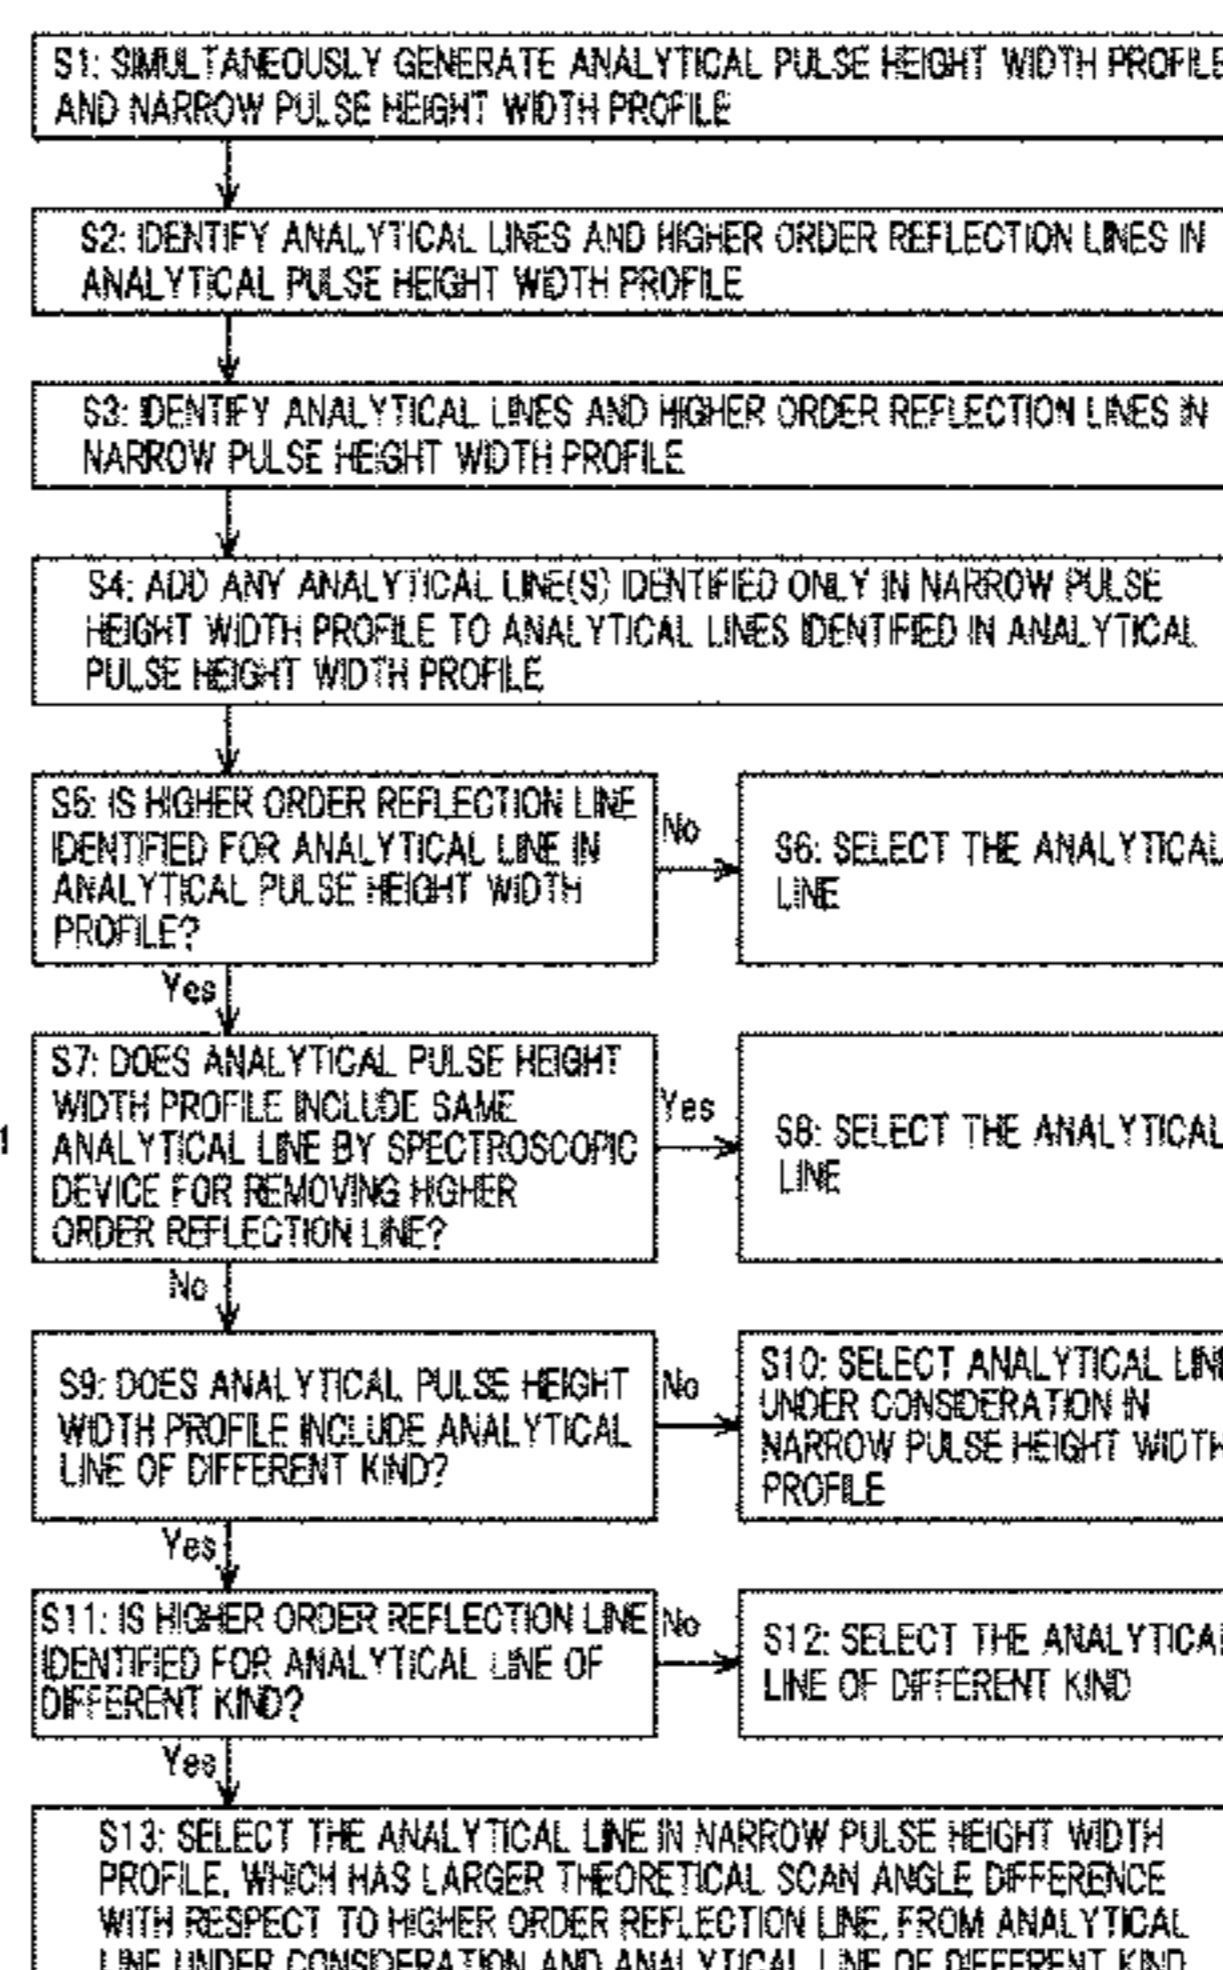 S1: SIMULTANEOUSLY GENERATE ANALYTICAL PULSE HEIGHT WIDTH PROFILE
AND NARROW PULSE HEIGHT WIDTH PROFILE
S2: IDENTIFY ANALYTICAL LINES AND HIGHER ORDER REFLECTION LINES IN
ANALYTICAL PULSE HEIGHT WIDTH PROFILE
S3: IDENTIFY ANALYTICAL LINES AND HIGHER ORDER REFLECTION LINES IN
NARROW PULSE HEIGHT WIDTH PROFILE
S4: ADD ANY ANALYTICAL LINE(S) IDENTIFIED ONLY IN NARROW PULSE
HEIGHT WIDTH PROFILE TO ANALYTICAL LINES IDENTIFIED IN ANALYTICAL
PULSE HEIGHT WIDTH PROFILE
S5: IS HIGHER ORDER REFLECTION LINE
IDENTIFIED FOR ANALYTICAL LINE IN
ANALYTICAL PULSE HEIGHT WIDTH
PROFILE?
No
S6: SELECT THE ANALYTICAL
LINE
Yes
S7: DOES ANALYTICAL PULSE HEIGHT
WIDTH PROFILE INCLUDE SAME
ANALYTICAL LINE BY SPECTROSCOPIC
DEVICE FOR REMOVING HIGHER
ORDER REFLECTION LINE?
Yes
S8: SELECT THE ANALYTICAL
LINE
No
S9: DOES ANALYTICAL PULSE HEIGHT
WIDTH PROFILE INCLUDE ANALYTICAL
LINE OF DIFFERENT KIND?
No
S10: SELECT ANALYTICAL LINE
UNDER CONSIDERATION IN
NARROW PULSE HEIGHT WIDTH
PROFILE
Yes
S11: IS HIGHER ORDER REFLECTION LINE
IDENTIFIED FOR ANALYTICAL LINE OF
DIFFERENT KIND?
No
S12: SELECT THE ANALYTICAL
LINE OF DIFFERENT KIND
Yes
S13: SELECT THE ANALYTICAL LINE IN NARROW PULSE HEIGHT WIDTH
PROFILE, WHICH HAS LARGER THEORETICAL SCAN ANGLE DIFFERENCE
WITH RESPECT TO HIGHER ORDER REFLECTION LINE, FROM ANALYTICAL
LINE UNDER CONSIDERATION AND ANALYTICAL LINE OF DIFFERENT KIND